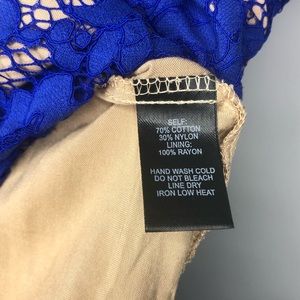 SELF:
70% COTTON
30% NYLON
LINING:
100% RAYON
HAND WASH COLD
DO NOT BLEACH
LINE DRY
IRON LOW HEAT